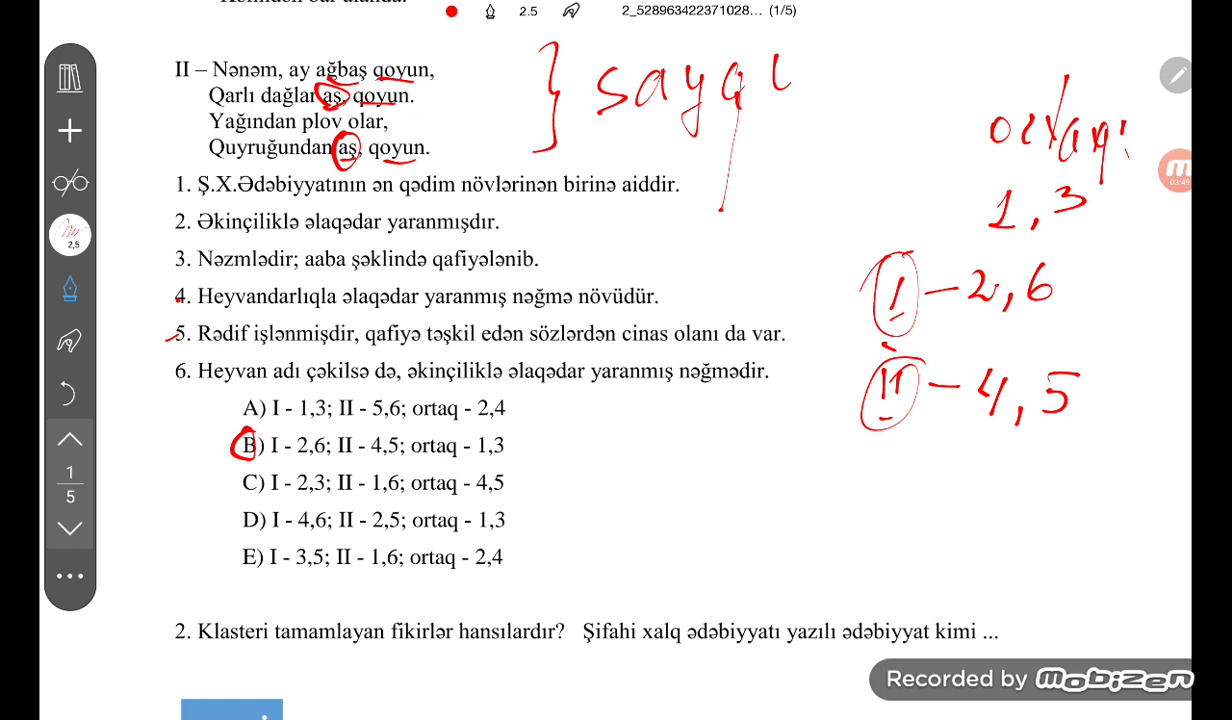 2.5
2_528963422371028... (1/5)
II – Nənəm, ay ağbaş qoyun,
Qarlı dağlar aş, qoyun.
Yağından plov olar,
Quyruğundan aş, qoyun.
sayaçı
ortaq
1, 3
I – 2, 6
II – 4, 5
03:49
2,5
1. Ş.X.Ədəbiyyatının ən qədim növlərinən birinə aiddir.
2. Əkinçiliklə əlaqədar yaranmışdır.
3. Nəzmlədir; aaba şəklində qafiyələnib.
4. Heyvandarlıqla əlaqədar yaranmış nəğmə növüdür.
5. Rədif işlənmişdir, qafiyə təşkil edən sözlərdən cinas olanı da var.
6. Heyvan adı çəkilsə də, əkinçiliklə əlaqədar yaranmış nəğmədir.
A) I - 1,3; II - 5,6; ortaq - 2,4
B) I - 2,6; II - 4,5; ortaq - 1,3
C) I - 2,3; II - 1,6; ortaq - 4,5
D) I - 4,6; II - 2,5; ortaq - 1,3
E) I - 3,5; II - 1,6; ortaq - 2,4
1
5
2. Klasteri tamamlayan fikirlər hansılardır? Şifahi xalq ədəbiyyatı yazılı ədəbiyyat kimi ...
Recorded by mobizen